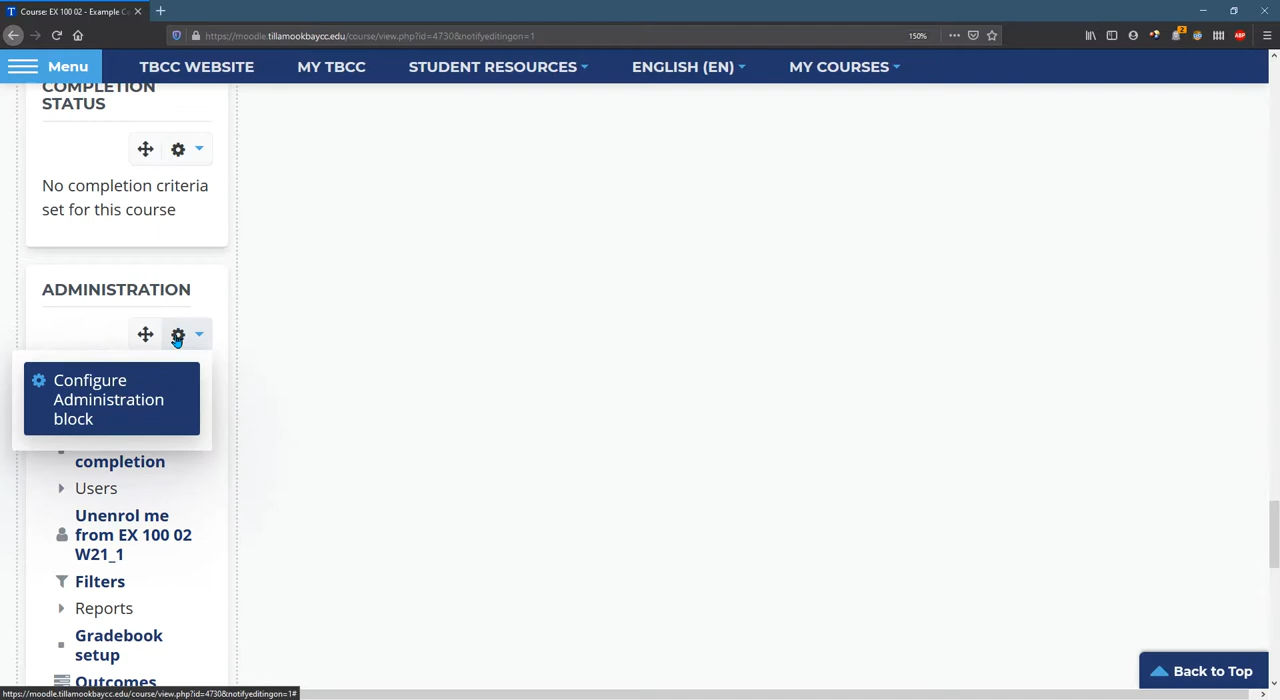 Course: EX 100 02 - Example C
https://moodle.tillamookbaycc.edu/course/view.php?id=4730&notifyeditingon=1
150%
2
ABP
Menu
TBCC WEBSITE
MY TBCC
STUDENT RESOURCES
ENGLISH (EN)
MY COURSES
COMPLETION
STATUS
No completion criteria
set for this course
ADMINISTRATION
Configure
Administration
block
completion
Users
Unenrol me
from EX 100 02
W21_1
Filters
Reports
Gradebook
setup
Outcomes
Back to Top
https://moodle.tillamookbaycc.edu/course/view.php?id=4730&notifyeditingon=1#